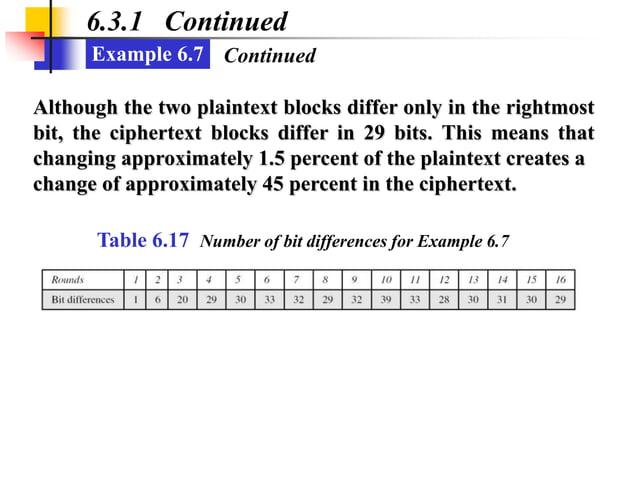 6.3.1 Continued
Example 6.7 Continued
Although the two plaintext blocks differ only in the rightmost
bit, the ciphertext blocks differ in 29 bits. This means that
changing approximately 1.5 percent of the plaintext creates a
change of approximately 45 percent in the ciphertext.
Table 6.17 Number of bit differences for Example 6.7
Rounds 1 2 3 4 5 6 7 8 9 10 11 12 13 14 15 16
Bit differences 1 6 20 29 30 33 32 29 32 39 33 28 30 31 30 29